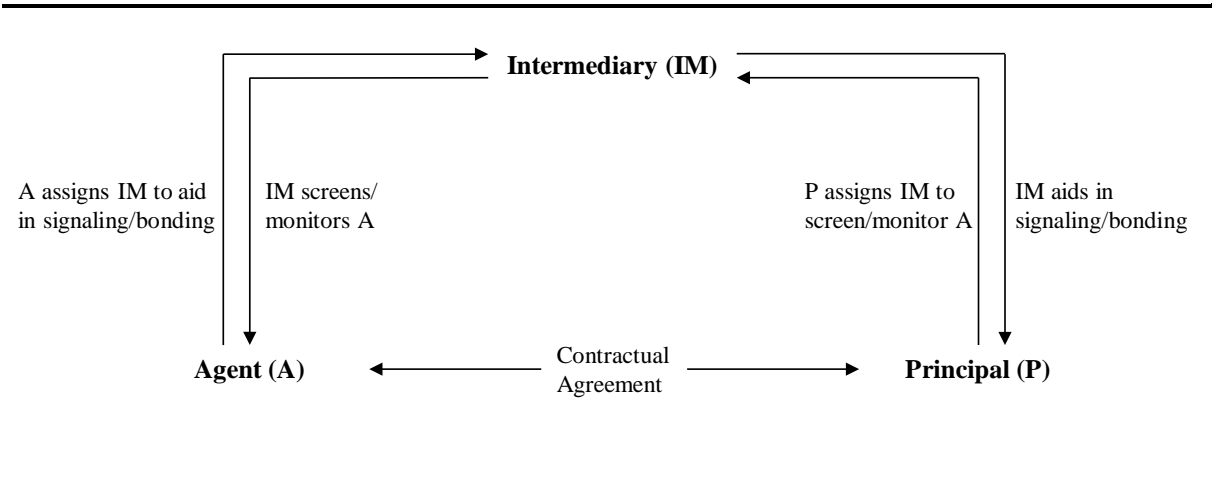 Intermediary (IM)
A assigns IM to aid
in signaling/bonding
IM screens/
monitors A
P assigns IM to
screen/monitor A
IM aids in
signaling/bonding
Agent (A)
Contractual
Agreement
Principal (P)